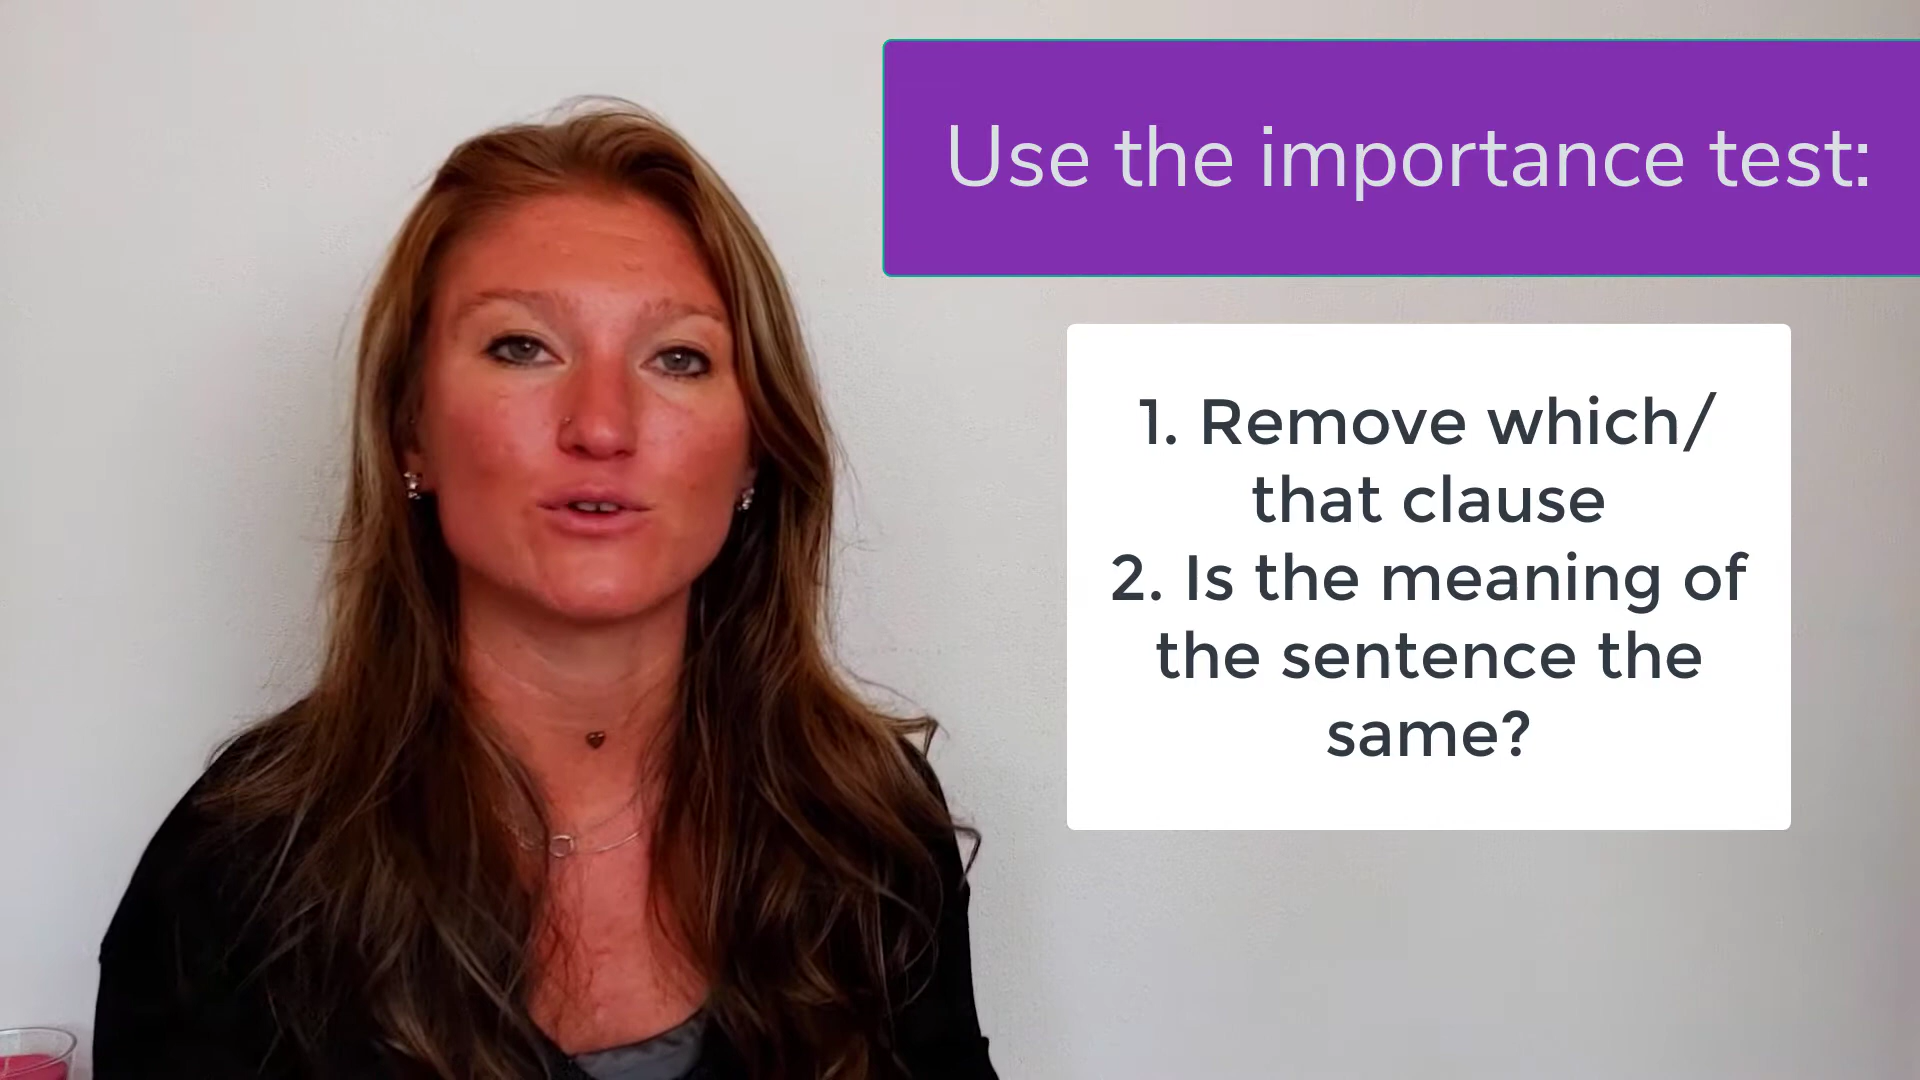 Use the importance test:
1. Remove which/
that clause
2. Is the meaning of
the sentence the
same?